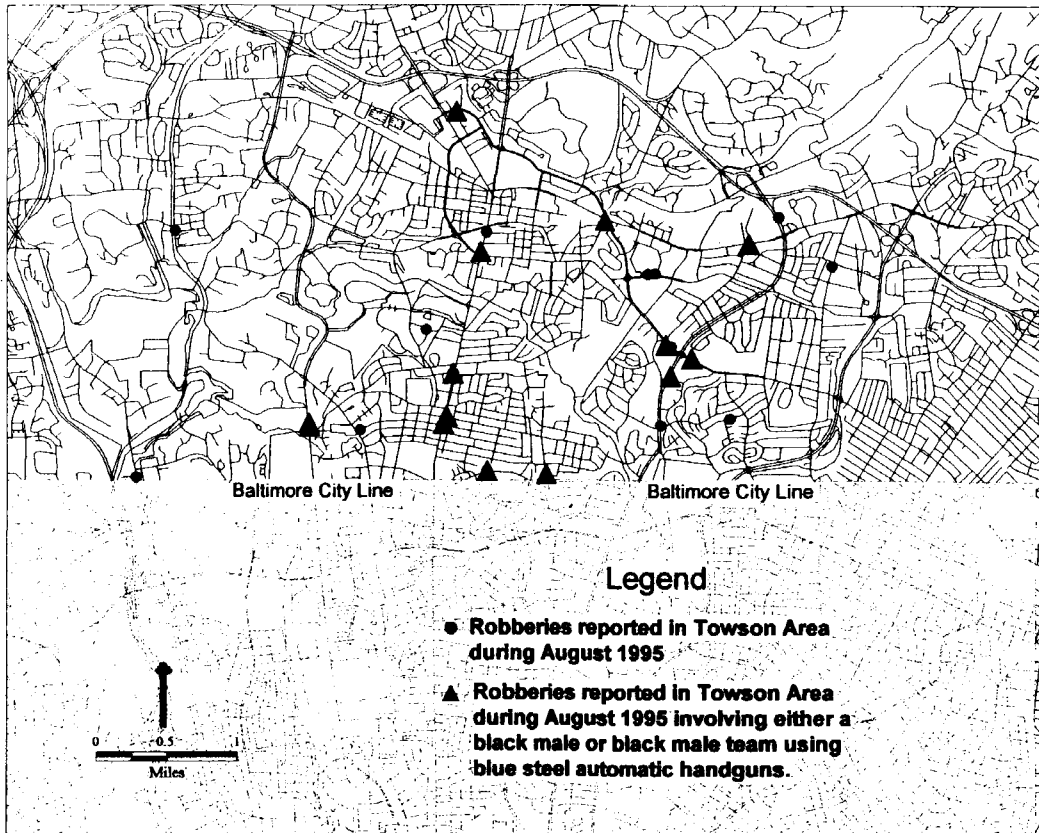 Baltimore City Line
Baltimore City Line
Legend
Robberies reported in Towson Area
during August 1995
Robberies reported in Towson Area
during August 1995 involving either a
black male or black male team using
blue steel automatic handguns.
0 0.5 1
Miles